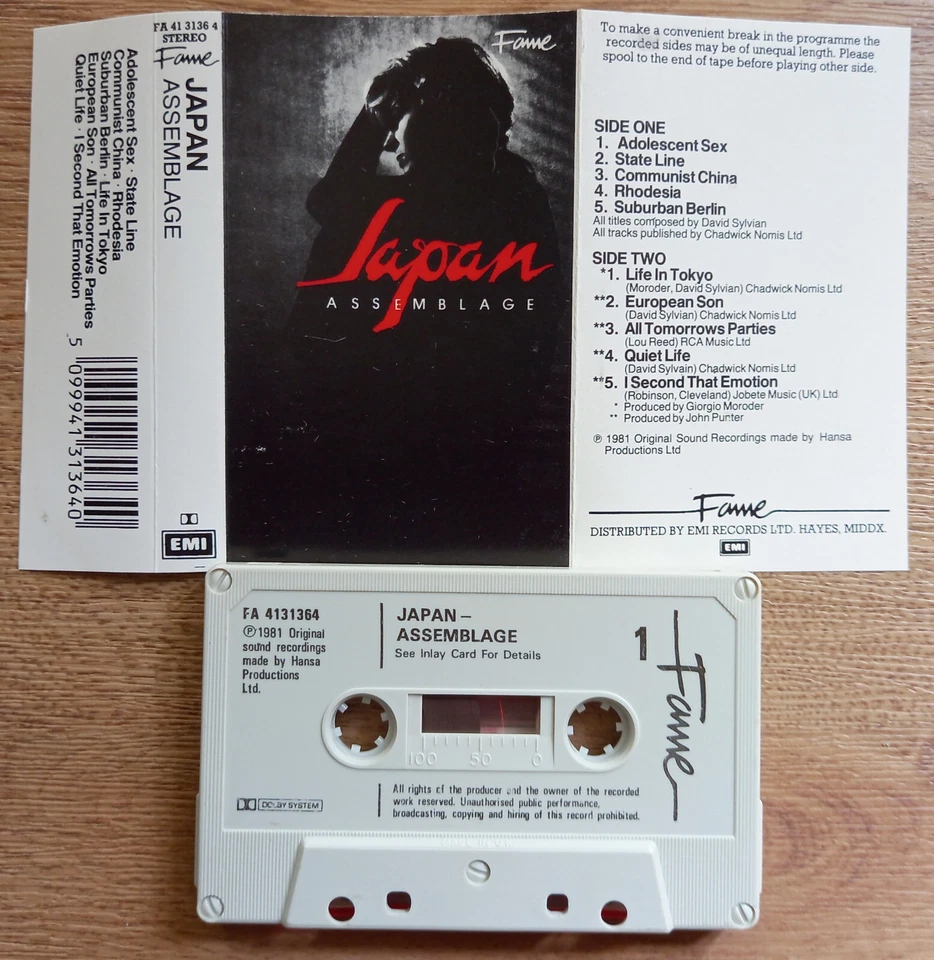 FA 41 3136 4
STEREO
Fame
JAPAN
ASSEMBLAGE
EMI
Adolescent Sex · State Line
Communist China · Rhodesia
Suburban Berlin · Life In Tokyo
European Son · All Tomorrows Parties
Quiet Life · I Second That Emotion
5 099941 313640
Fame
Japan
ASSEMBLAGE
To make a convenient break in the programme the
recorded sides may be of unequal length. Please
spool to the end of tape before playing other side.
SIDE ONE
1. Adolescent Sex
2. State Line
3. Communist China
4. Rhodesia
5. Suburban Berlin
All titles composed by David Sylvian
All tracks published by Chadwick Nomis Ltd
SIDE TWO
*1. Life In Tokyo
(Moroder, David Sylvian) Chadwick Nomis Ltd
**2. European Son
(David Sylvian) Chadwick Nomis Ltd
**3. All Tomorrows Parties
(Lou Reed) RCA Music Ltd
**4. Quiet Life
(David Sylvain) Chadwick Nomis Ltd
**5. I Second That Emotion
(Robinson, Cleveland) Jobete Music (UK) Ltd
* Produced by Giorgio Moroder
** Produced by John Punter
℗ 1981 Original Sound Recordings made by Hansa
Productions Ltd
Fame
DISTRIBUTED BY EMI RECORDS LTD. HAYES, MIDDX.
EMI
FA 4131364
℗1981 Original
sound recordings
made by Hansa
Productions
Ltd.
JAPAN –
ASSEMBLAGE
See Inlay Card For Details
1
Fame
100 50 0
DOLBY SYSTEM
All rights of the producer and the owner of the recorded
work reserved. Unauthorised public performance,
broadcasting, copying and hiring of this record prohibited.